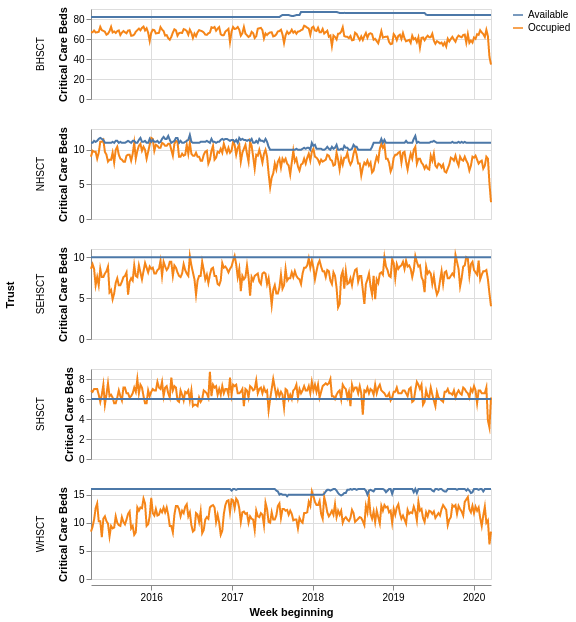 Available
Occupied
Trust
BHSCT
Critical Care Beds
80
60
40
20
0
NHSCT
Critical Care Beds
10
5
0
SEHSCT
Critical Care Beds
10
5
0
SHSCT
Critical Care Beds
8
6
4
2
0
WHSCT
Critical Care Beds
15
10
5
0
2016 2017 2018 2019 2020
Week beginning